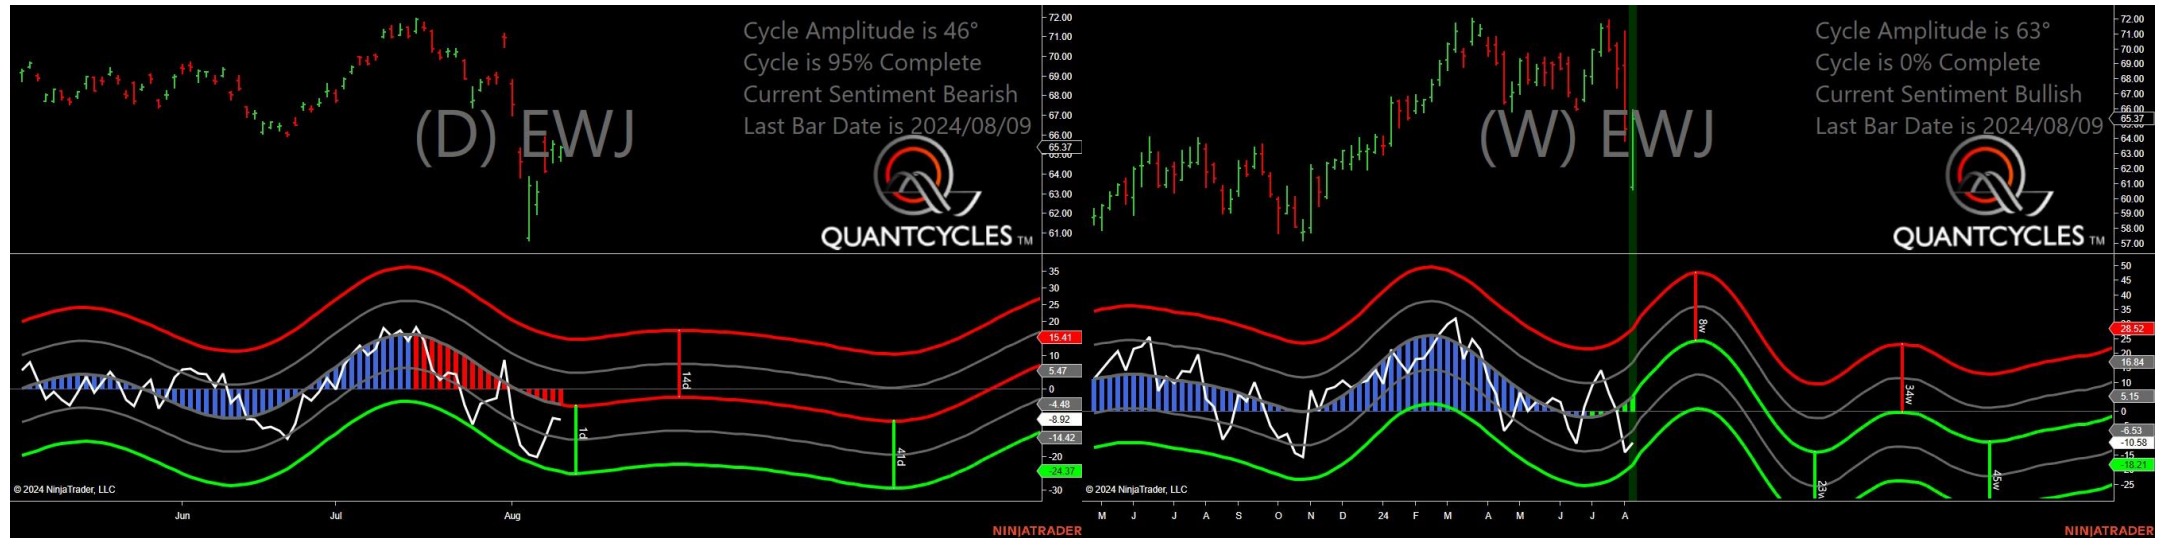 Cycle Amplitude is 46°
Cycle is 95% Complete
Current Sentiment Bearish
Last Bar Date is 2024/08/09
(D) EWJ
QUANTCYCLES TM
72.00
71.00
70.00
69.00
68.00
67.00
66.00
65.37
65.00
64.00
63.00
62.00
61.00
35
30
25
20
15.41
10
5.47
0
-4.48
-8.92
-14.42
-20
-24.37
-30
14d
1d
41d
© 2024 NinjaTrader, LLC
Jun Jul Aug
NINJATRADER
Cycle Amplitude is 63°
Cycle is 0% Complete
Current Sentiment Bullish
Last Bar Date is 2024/08/09
(W) EWJ
QUANTCYCLES TM
72.00
71.00
70.00
69.00
68.00
67.00
66.00
65.37
64.00
63.00
62.00
61.00
60.00
59.00
58.00
57.00
50
45
40
35
28.52
25
20
16.84
10
5.15
0
-6.53
-10.58
-15
-18.21
-25
8w
34w
23w
45w
© 2024 NinjaTrader, LLC
M J J A S O N D 24 F M A M J J A
NINJATRADER